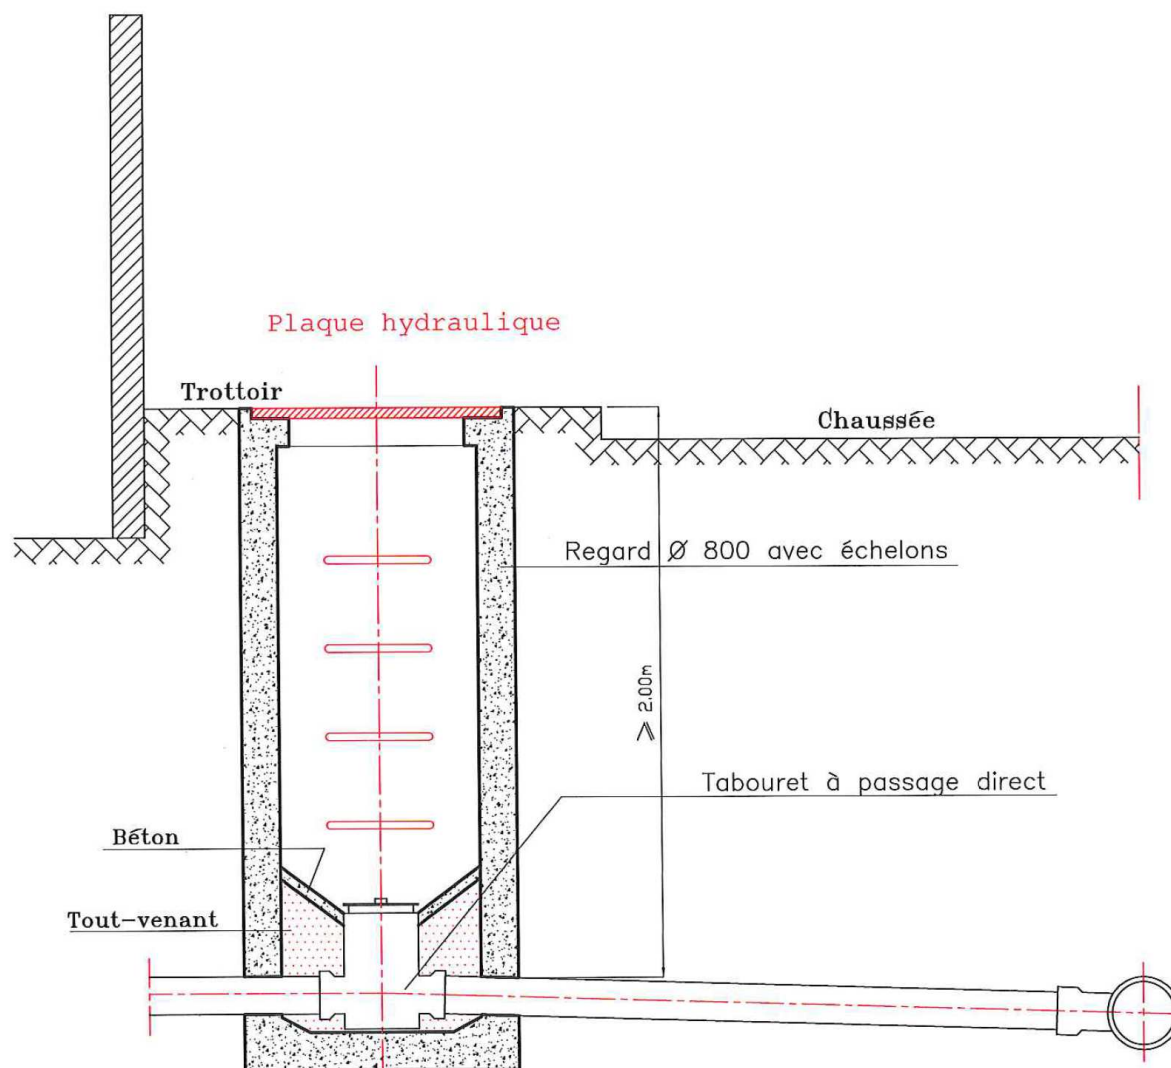 Plaque hydraulique
Trottoir
Chaussée
Regard Ø 800 avec échelons
⩾ 2.00m
Tabouret à passage direct
Béton
Tout-venant